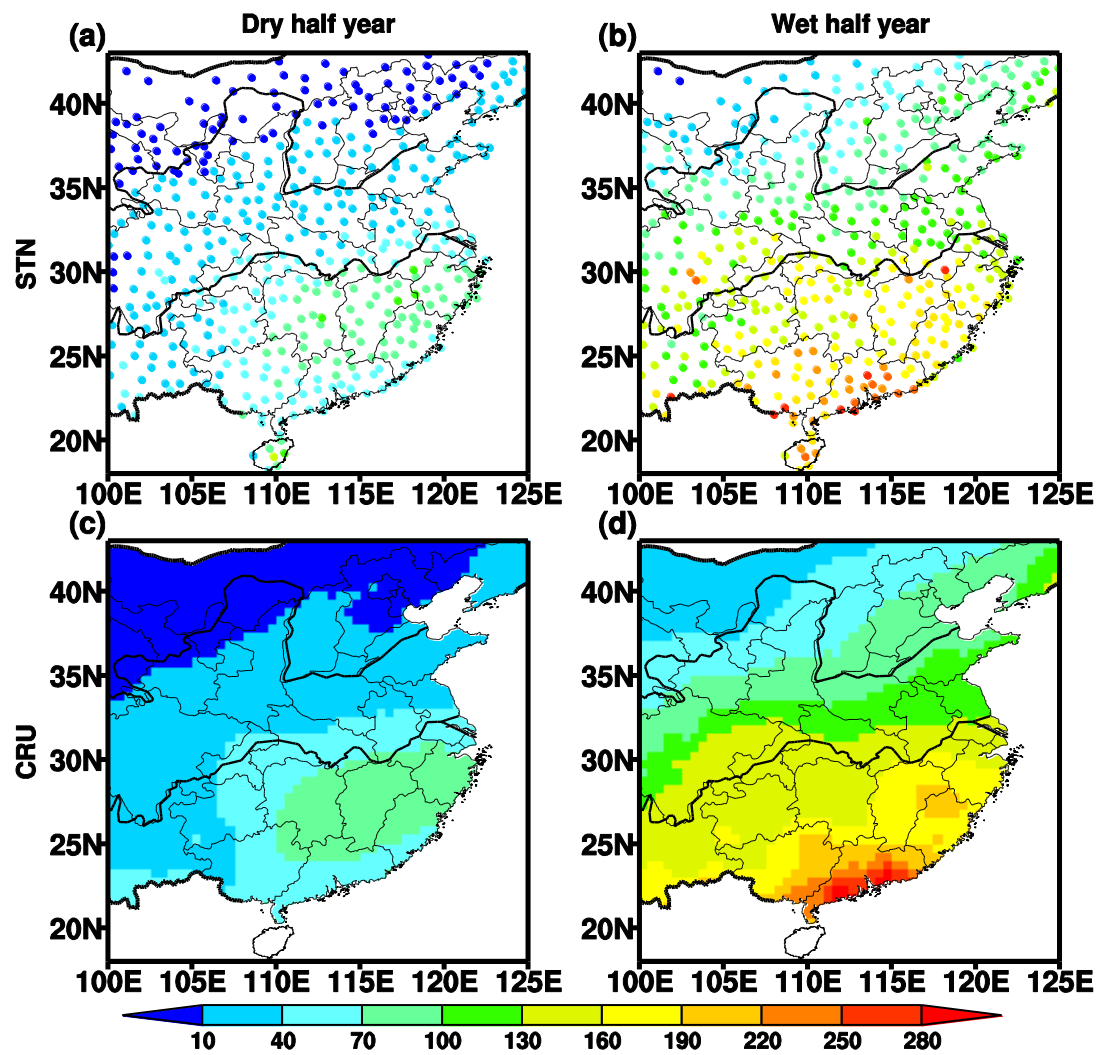 (a) Dry half year
(b) Wet half year
STN
40N
35N
30N
25N
20N
100E 105E 110E 115E 120E 125E
40N
35N
30N
25N
20N
100E 105E 110E 115E 120E 125E
(c)
(d)
CRU
40N
35N
30N
25N
20N
100E 105E 110E 115E 120E 125E
40N
35N
30N
25N
20N
100E 105E 110E 115E 120E 125E
10 40 70 100 130 160 190 220 250 280